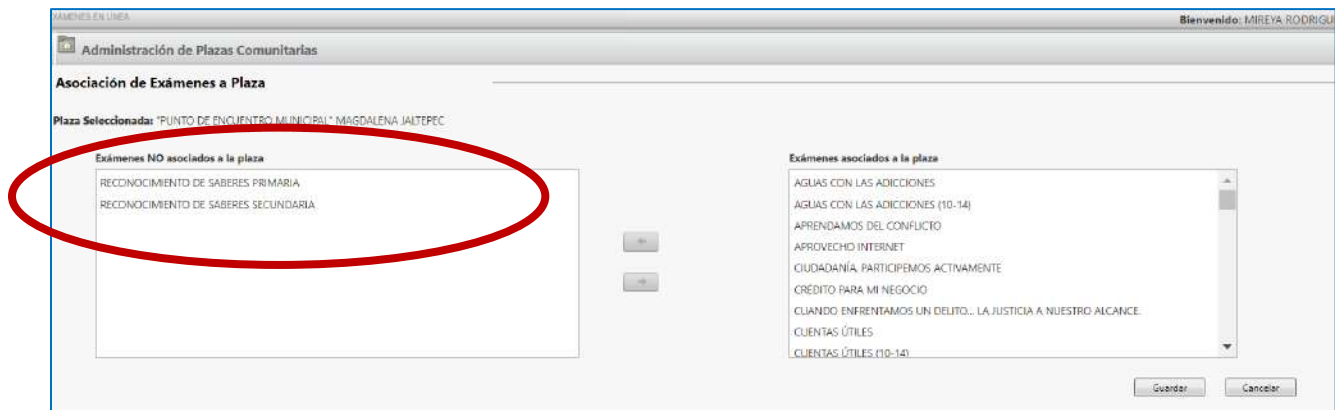 EXÁMENES EN LÍNEA
Bienvenido: MIREYA RODRIGU
Administración de Plazas Comunitarias
Asociación de Exámenes a Plaza
Plaza Seleccionada: "PUNTO DE ENCUENTRO MUNICIPAL" MAGDALENA JALTEPEC
Exámenes NO asociados a la plaza
RECONOCIMIENTO DE SABERES PRIMARIA
RECONOCIMIENTO DE SABERES SECUNDARIA
Exámenes asociados a la plaza
AGUAS CON LAS ADICCIONES
AGUAS CON LAS ADICCIONES (10-14)
APRENDAMOS DEL CONFLICTO
APROVECHO INTERNET
CIUDADANÍA, PARTICIPEMOS ACTIVAMENTE
CRÉDITO PARA MI NEGOCIO
CUANDO ENFRENTAMOS UN DELITO... LA JUSTICIA A NUESTRO ALCANCE.
CUENTAS ÚTILES
CUENTAS ÚTILES (10-14)
Guardar
Cancelar